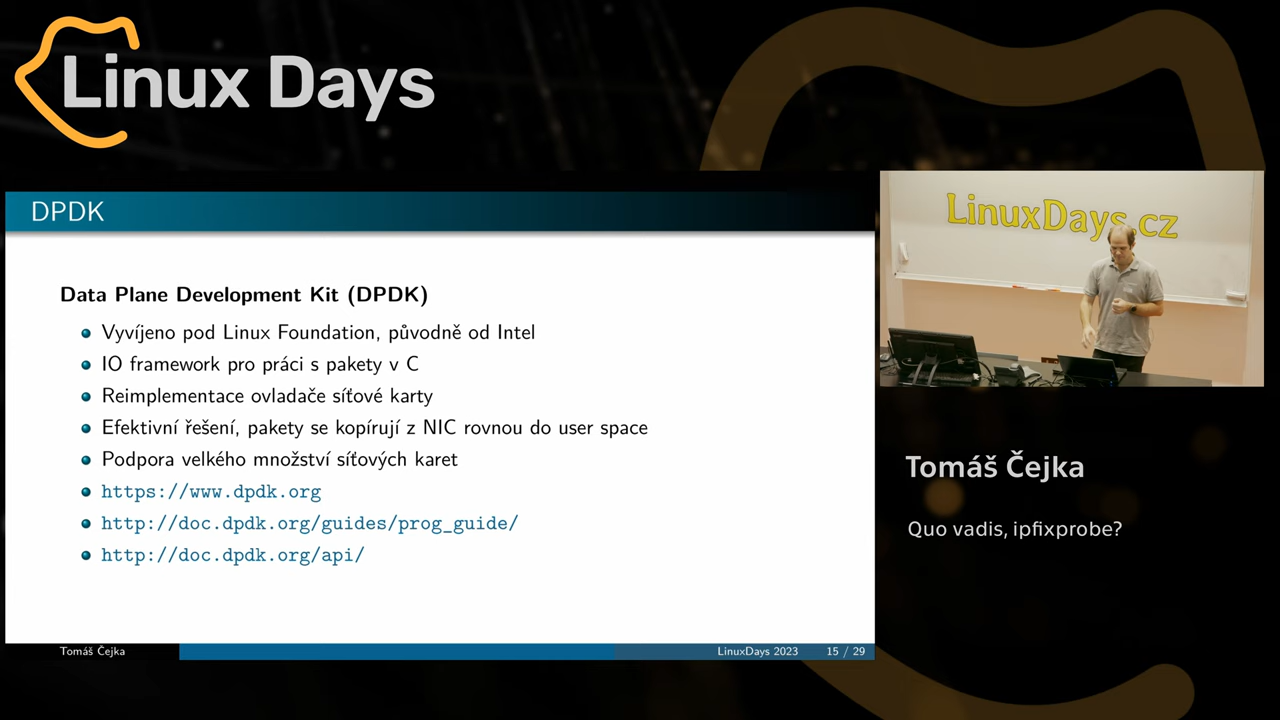 Linux Days
DPDK
Data Plane Development Kit (DPDK)
Vyvíjeno pod Linux Foundation, původně od Intel
IO framework pro práci s pakety v C
Reimplementace ovladače síťové karty
Efektivní řešení, pakety se kopírují z NIC rovnou do user space
Podpora velkého množství síťových karet
https://www.dpdk.org
http://doc.dpdk.org/guides/prog_guide/
http://doc.dpdk.org/api/
Tomáš Čejka
LinuxDays 2023
15 / 29
LinuxDays.cz
Tomáš Čejka
Quo vadis, ipfixprobe?